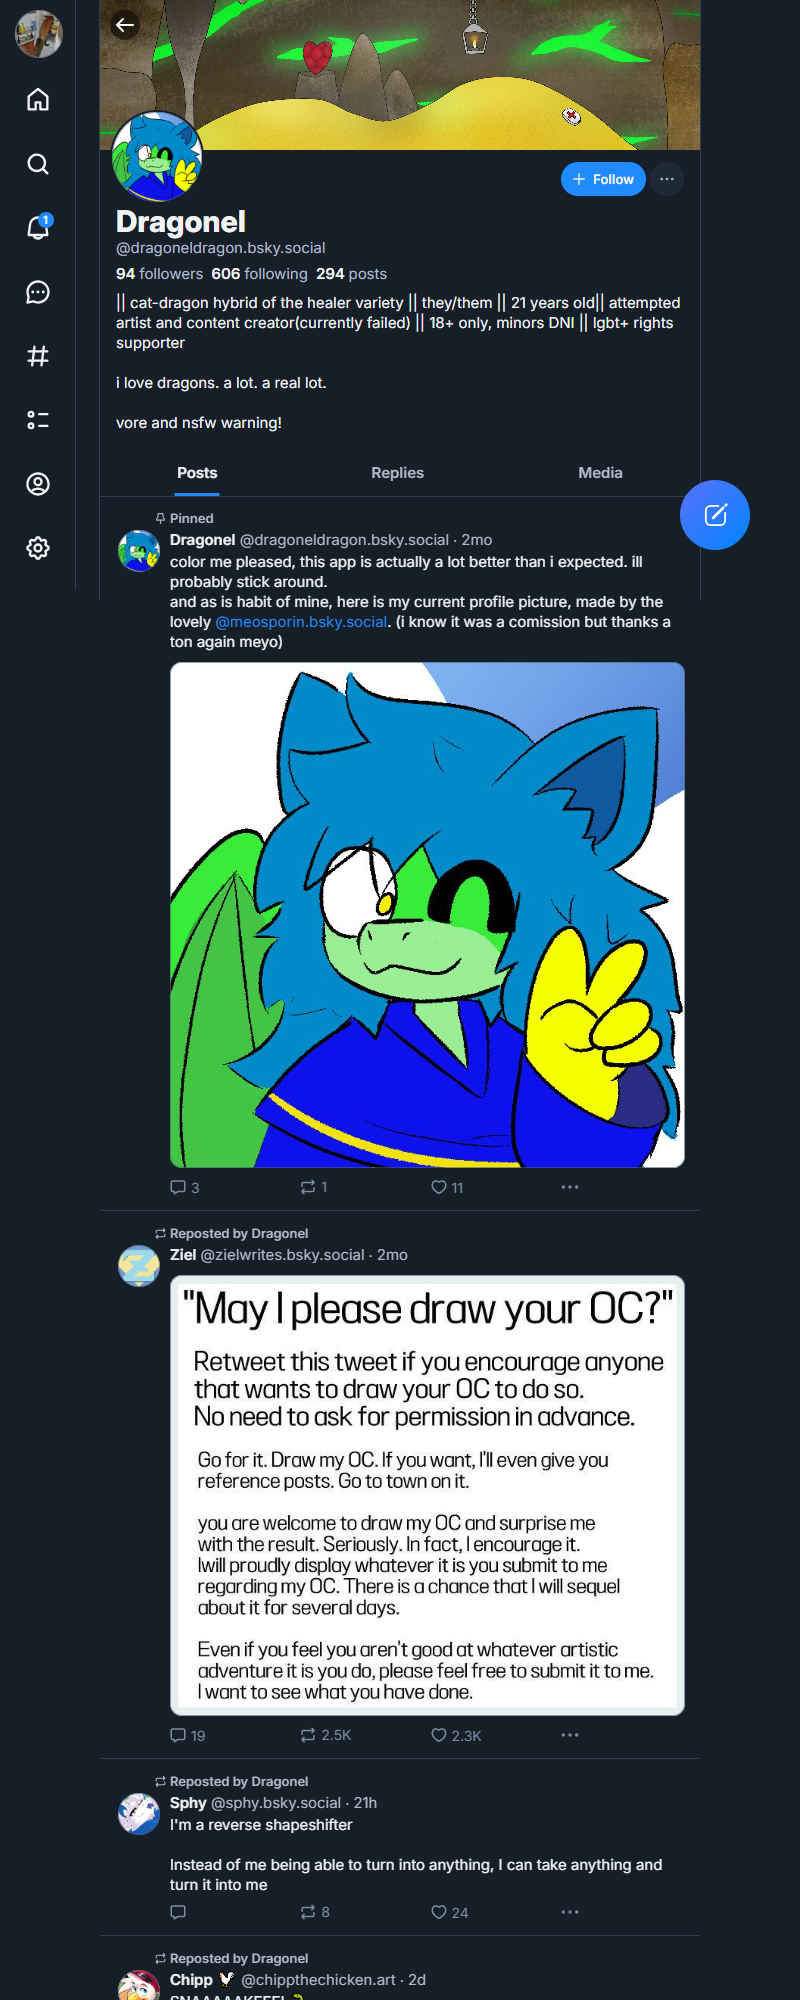 1
+ Follow
Dragonel
@dragoneldragon.bsky.social
94 followers 606 following 294 posts
|| cat-dragon hybrid of the healer variety || they/them || 21 years old|| attempted
artist and content creator(currently failed) || 18+ only, minors DNI || lgbt+ rights
supporter
i love dragons. a lot. a real lot.
vore and nsfw warning!
Posts Replies Media
Pinned
Dragonel @dragoneldragon.bsky.social · 2mo
color me pleased, this app is actually a lot better than i expected. ill
probably stick around.
and as is habit of mine, here is my current profile picture, made by the
lovely @meosporin.bsky.social. (i know it was a comission but thanks a
ton again meyo)
3 1 11
Reposted by Dragonel
Ziel @zielwrites.bsky.social · 2mo
"May I please draw your OC?"
Retweet this tweet if you encourage anyone
that wants to draw your OC to do so.
No need to ask for permission in advance.
Go for it. Draw my OC. If you want, I'll even give you
reference posts. Go to town on it.
you are welcome to draw my OC and surprise me
with the result. Seriously. In fact, I encourage it.
Iwill proudly display whatever it is you submit to me
regarding my OC. There is a chance that I will sequel
about it for several days.
Even if you feel you aren't good at whatever artistic
adventure it is you do, please feel free to submit it to me.
I want to see what you have done.
19 2.5K 2.3K
Reposted by Dragonel
Sphy @sphy.bsky.social · 21h
I'm a reverse shapeshifter
Instead of me being able to turn into anything, I can take anything and
turn it into me
8 24
Reposted by Dragonel
Chipp 🐓 @chippthechicken.art · 2d